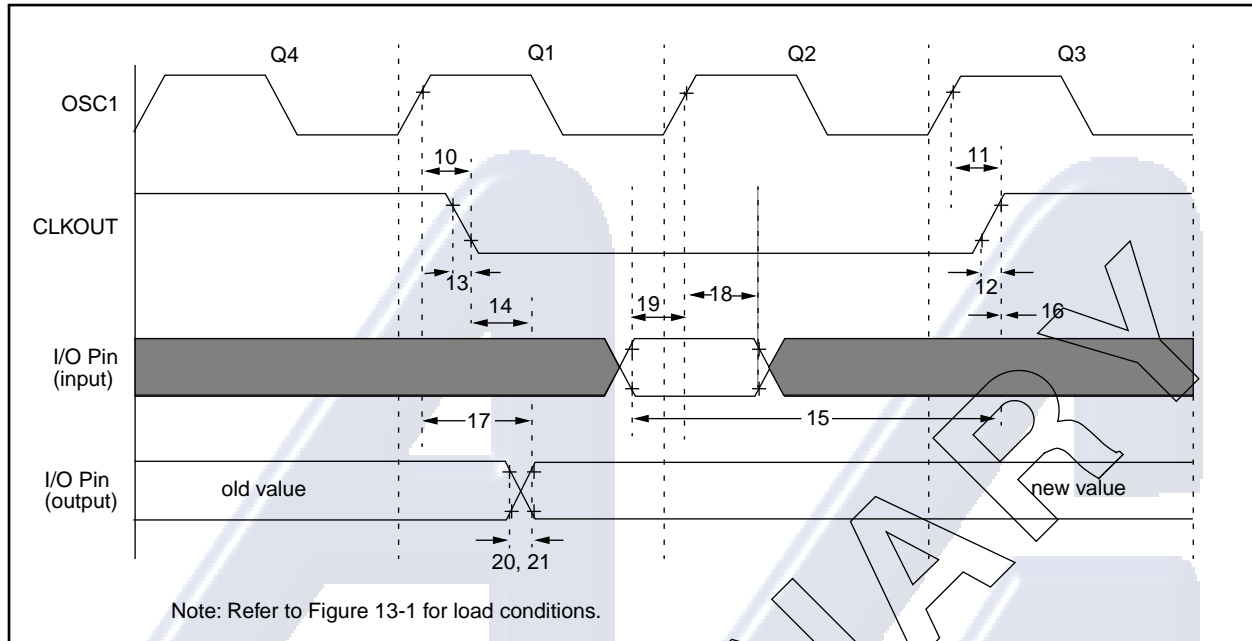 Q4 Q1 Q2 Q3
OSC1
10 11
CLKOUT
13 12
14 19 18 16
I/O Pin
(input)
17 15
I/O Pin
(output)
old value new value
20, 21
Note: Refer to Figure 13-1 for load conditions.